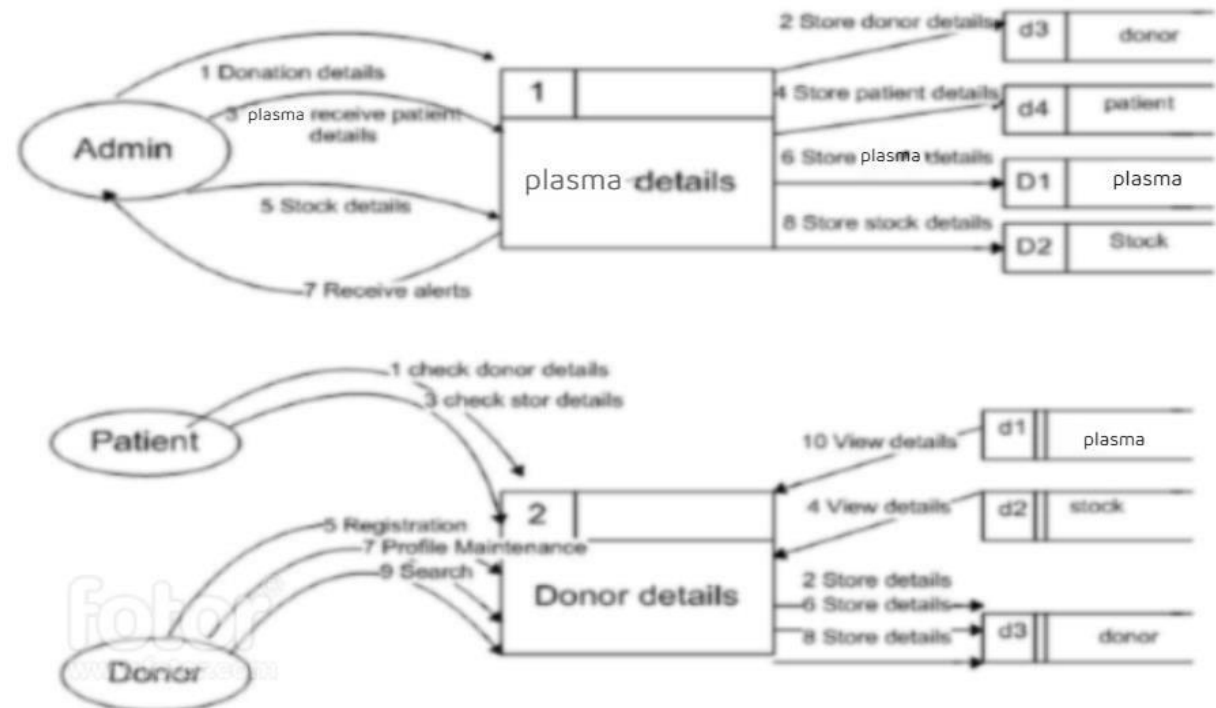 2 Store donor details
d3
donor
1 Donation details
1
4 Store patient details
d4
patient
3 plasma receive patient
details
Admin
plasma details
6 Store plasma details
D1
plasma
5 Stock details
8 Store stock details
D2
Stock
7 Receive alerts
1 check donor details
3 check stor details
Patient
10 View details
d1
plasma
2
4 View details
d2
stock
5 Registration
7 Profile Maintenance
9 Search
Donor details
2 Store details
6 Store details
8 Store details
d3
donor
fotor
Donor